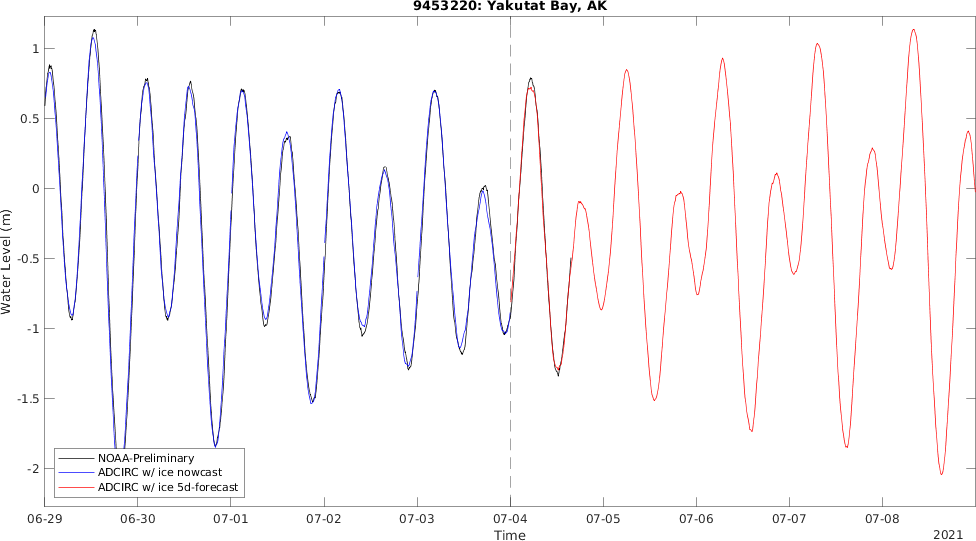 9453220: Yakutat Bay, AK
Water Level (m)
1
0.5
0
-0.5
-1
-1.5
-2
NOAA-Preliminary
ADCIRC w/ ice nowcast
ADCIRC w/ ice 5d-forecast
06-29 06-30 07-01 07-02 07-03 07-04 07-05 07-06 07-07 07-08
Time
2021